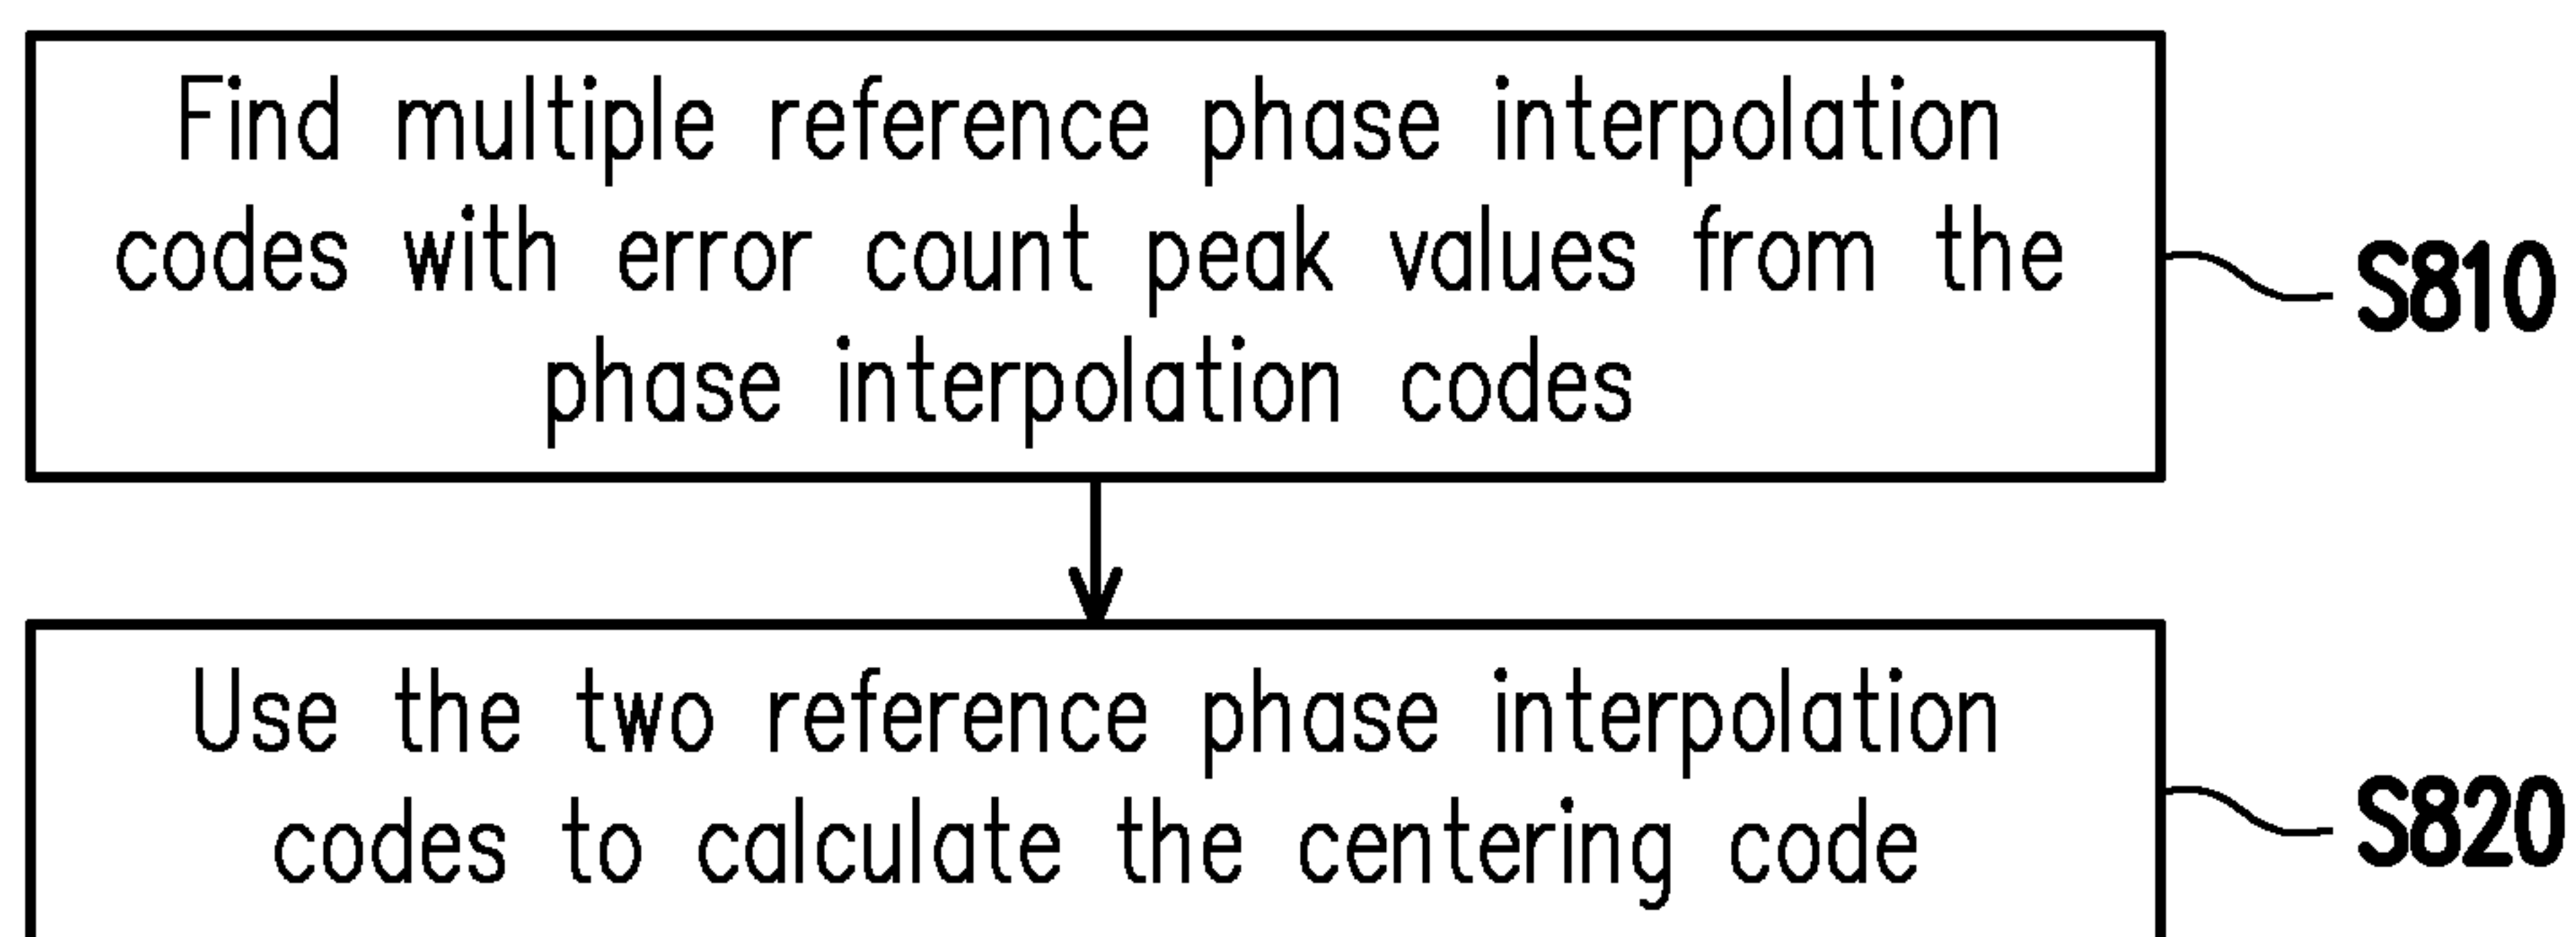 Find multiple reference phase interpolation
codes with error count peak values from the
phase interpolation codes
S810
Use the two reference phase interpolation
codes to calculate the centering code
S820